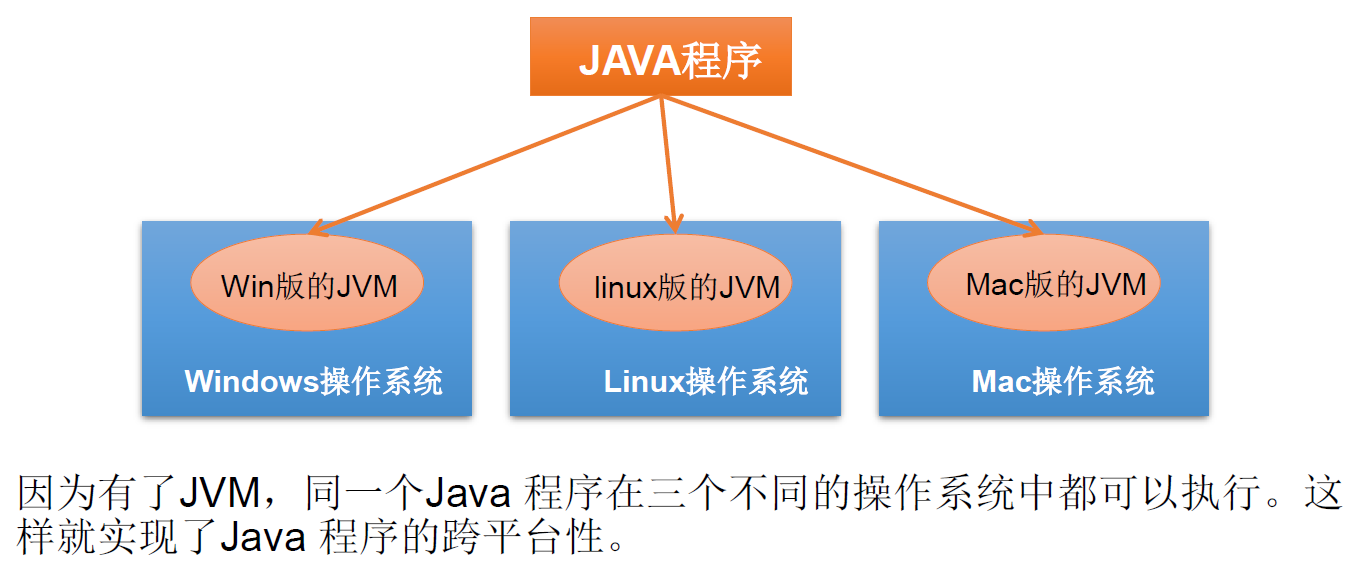 JAVA程序
Win版的JVM
linux版的JVM
Mac版的JVM
Windows操作系统
Linux操作系统
Mac操作系统
因为有了JVM，同一个Java 程序在三个不同的操作系统中都可以执行。这
样就实现了Java 程序的跨平台性。